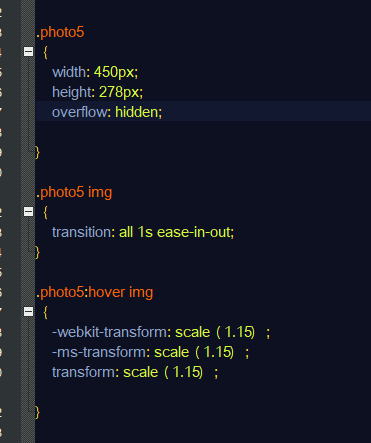 .photo5
{
width: 450px;
height: 278px;
overflow: hidden;
}
.photo5 img
{
transition: all 1s ease-in-out;
}
.photo5:hover img
{
-webkit-transform: scale (1.15) ;
-ms-transform: scale (1.15) ;
transform: scale (1.15) ;
}